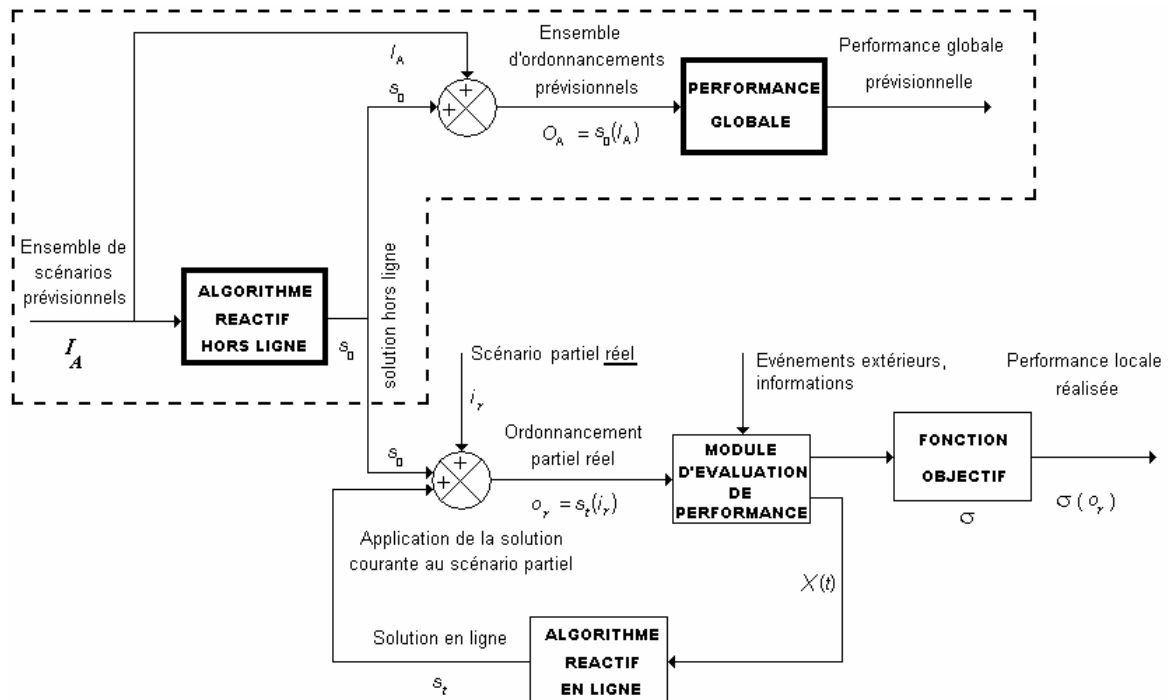 Ensemble
d'ordonnancements
prévisionnels
Performance globale
prévisionnelle
I_A
s_0
+
+
O_A = s_0(I_A)
PERFORMANCE
GLOBALE
Ensemble de
scénarios
prévisionnels
I_A
ALGORITHME
REACTIF
HORS LIGNE
s_0
solution hors ligne
Scénario partiel réel
i_r
Evénements extérieurs,
informations
Performance locale
réalisée
s_0
+
+
Ordonnancement
partiel réel
o_r = s_t(i_r)
MODULE
D'EVALUATION
DE
PERFORMANCE
FONCTION
OBJECTIF
σ
σ(o_r)
Application de la solution
courante au scénario partiel
X(t)
Solution en ligne
s_t
ALGORITHME
REACTIF
EN LIGNE